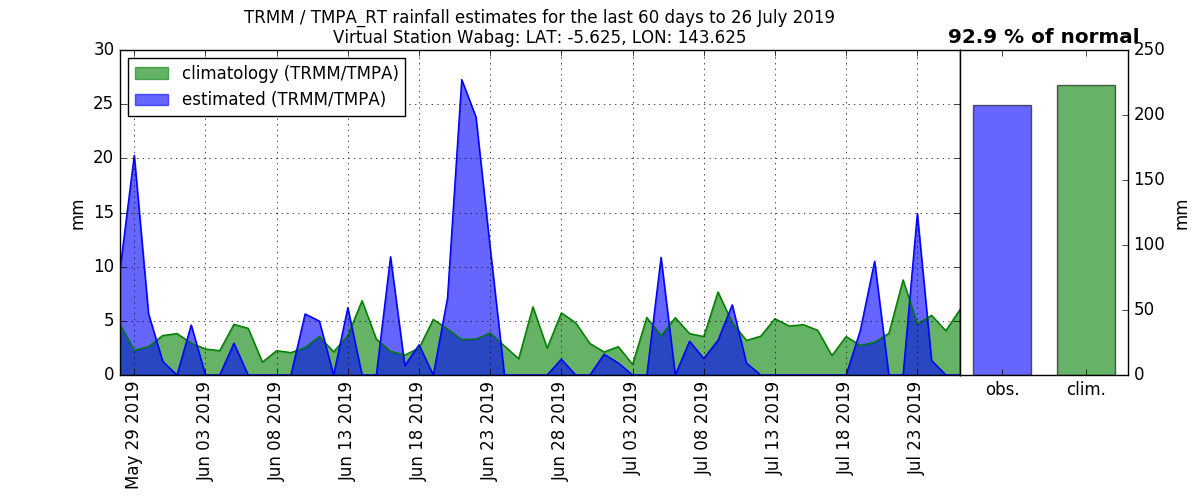 TRMM / TMPA_RT rainfall estimates for the last 60 days to 26 July 2019
Virtual Station Wabag: LAT: -5.625, LON: 143.625
92.9 % of normal
climatology (TRMM/TMPA)
estimated (TRMM/TMPA)
30
25
20
15
10
5
0
mm
250
200
150
100
50
0
mm
May 29 2019
Jun 03 2019
Jun 08 2019
Jun 13 2019
Jun 18 2019
Jun 23 2019
Jun 28 2019
Jul 03 2019
Jul 08 2019
Jul 13 2019
Jul 18 2019
Jul 23 2019
obs.
clim.